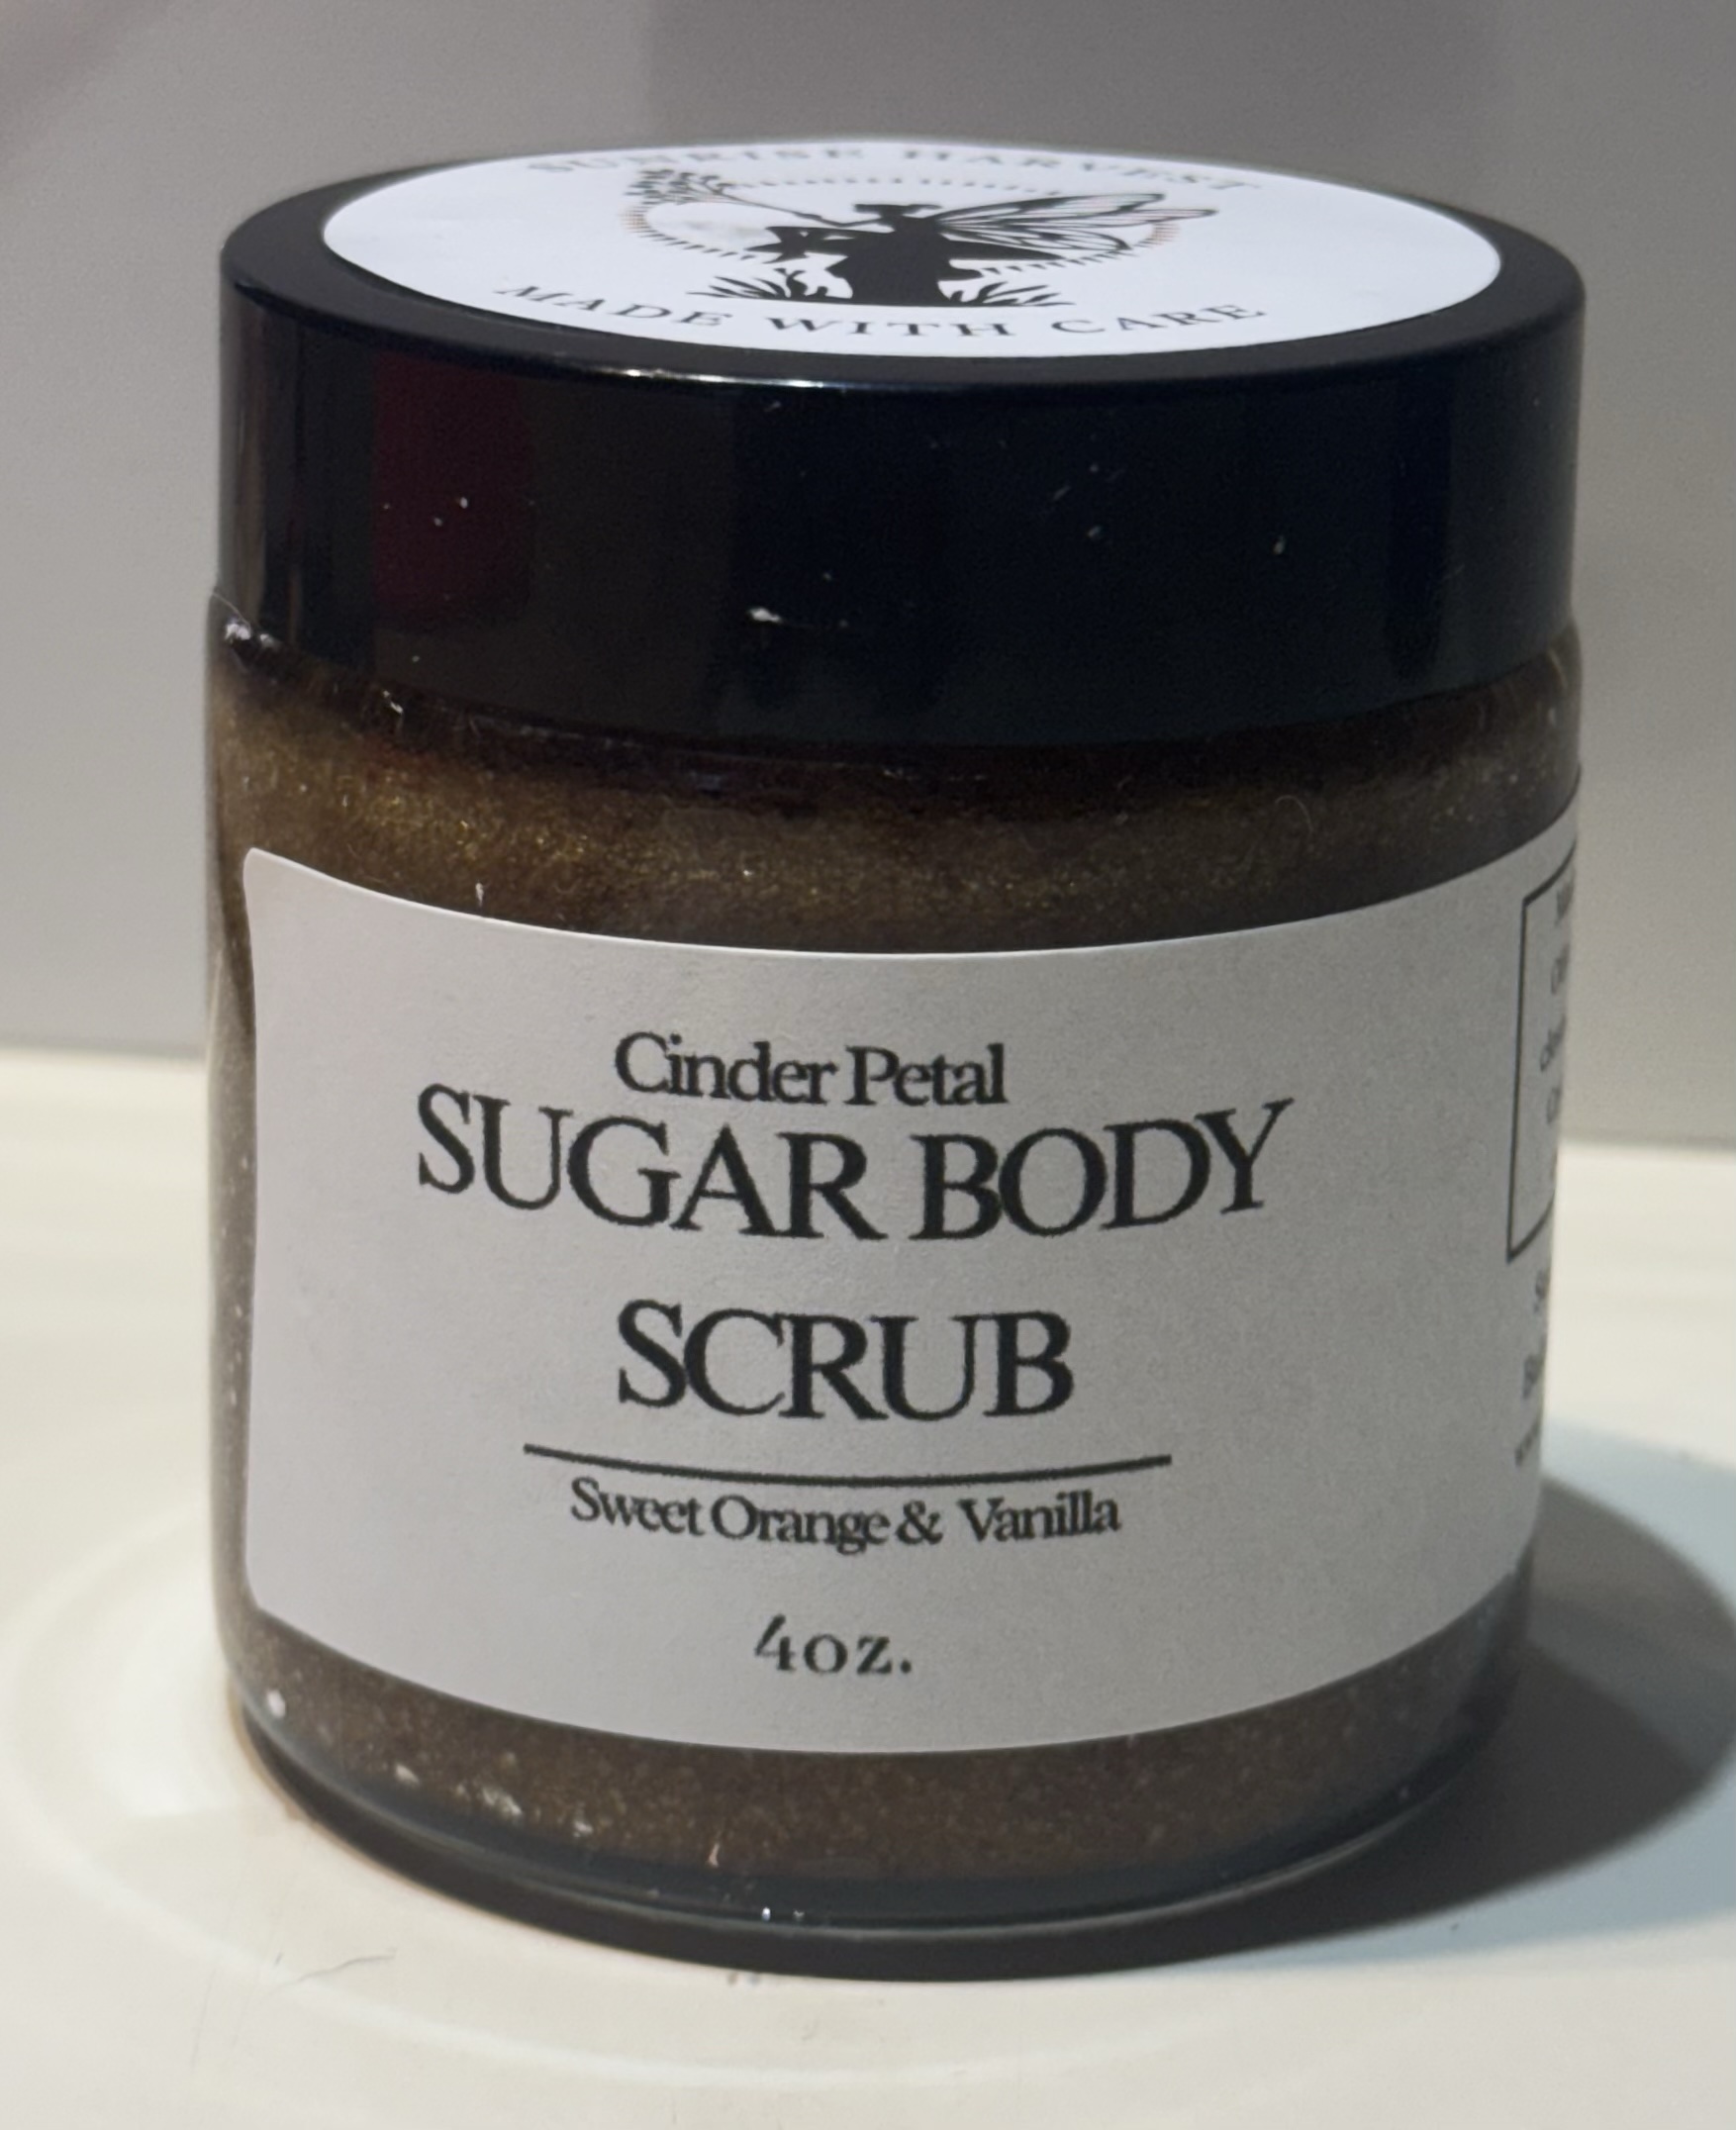 SUNRISE HARVEST
MADE WITH CARE
Cinder Petal
SUGAR BODY
SCRUB
Sweet Orange & Vanilla
4oz.